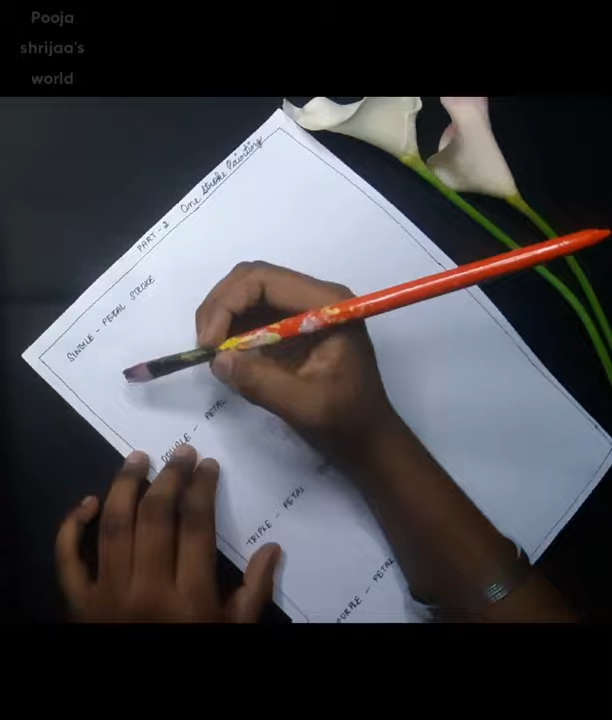 Pooja
shrijaa's
world
PART - 2 One Stroke Painting
SINGLE - PETAL STROKE
DOUBLE - PETAL
TRIPLE - PETAL
- PETAL